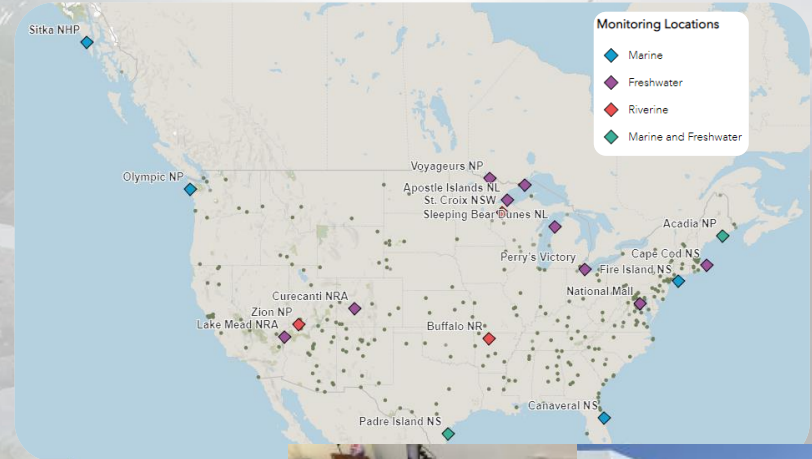 Sitka NHP
Monitoring Locations
Marine
Freshwater
Riverine
Marine and Freshwater
Voyageurs NP
Olympic NP
Apostle Islands NL
St. Croix NSW
Sleeping Bear Dunes NL
Acadia NP
Perry's Victory
Cape Cod NS
Fire Island NS
Curecanti NRA
National Mall
Zion NP
Lake Mead NRA
Buffalo NR
Canaveral NS
Padre Island NS